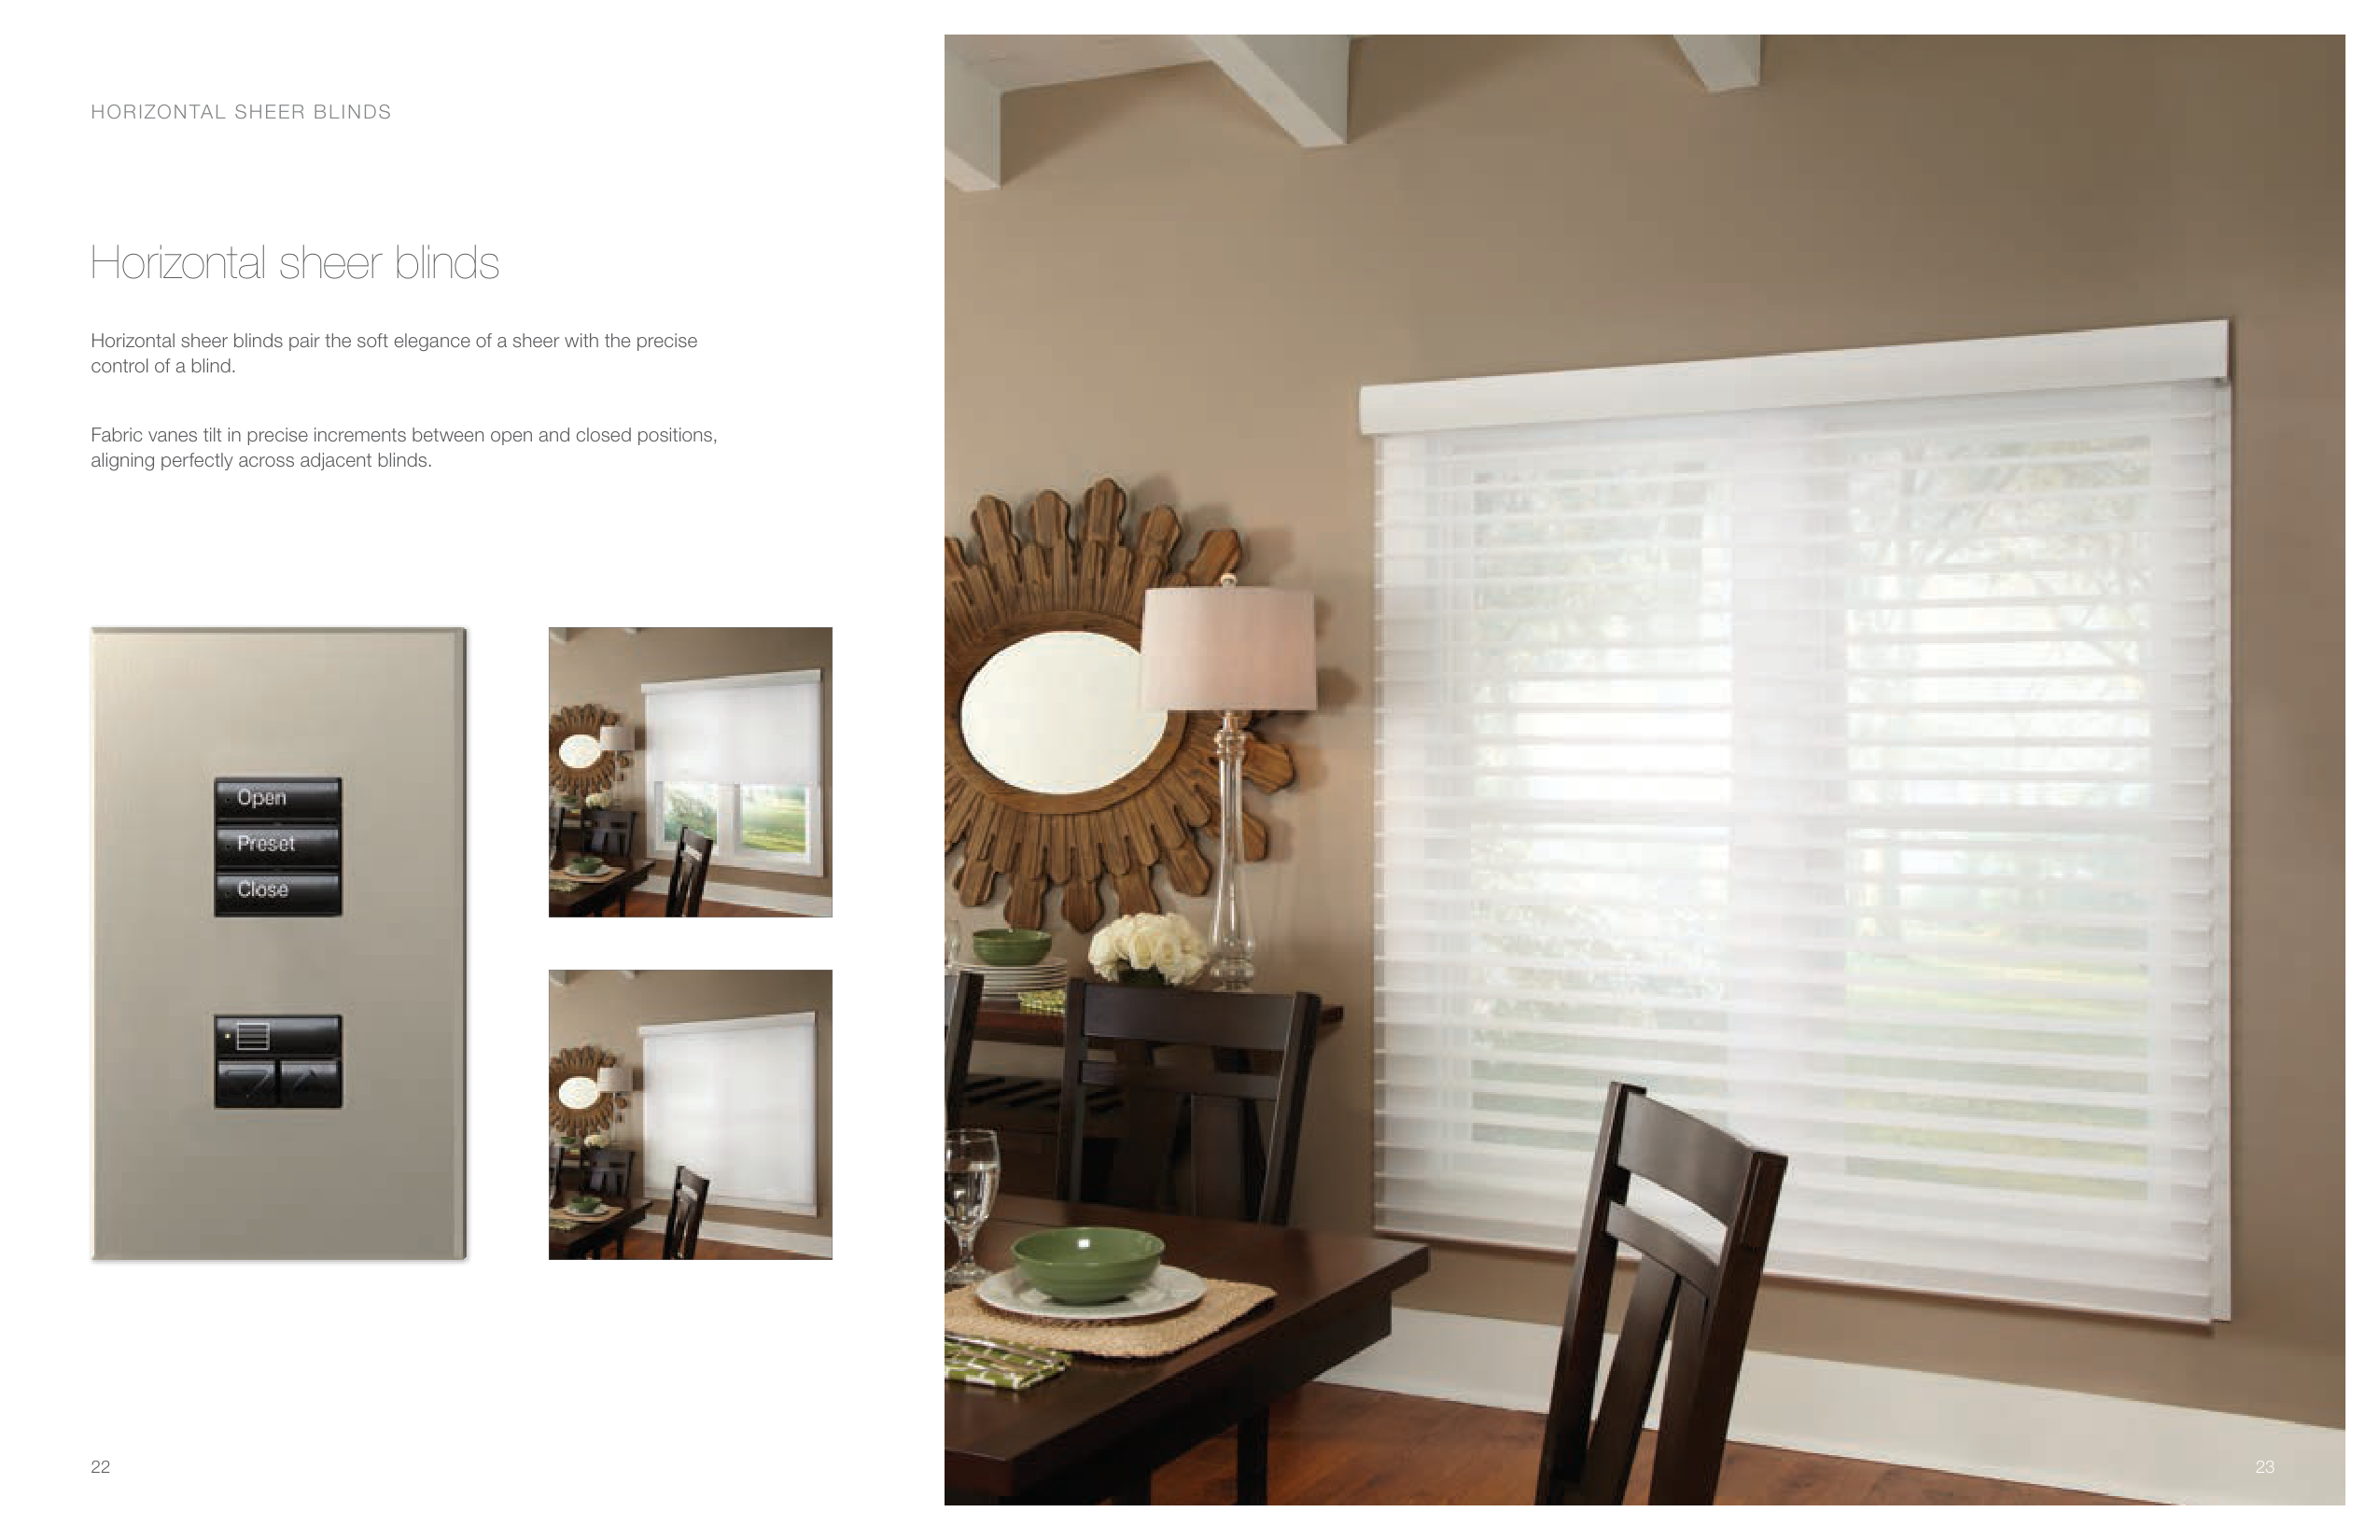 HORIZONTAL SHEER BLINDS
Horizontal sheer blinds
Horizontal sheer blinds pair the soft elegance of a sheer with the precise
control of a blind.
Fabric vanes tilt in precise increments between open and closed positions,
aligning perfectly across adjacent blinds.
Open
Preset
Close
22
23